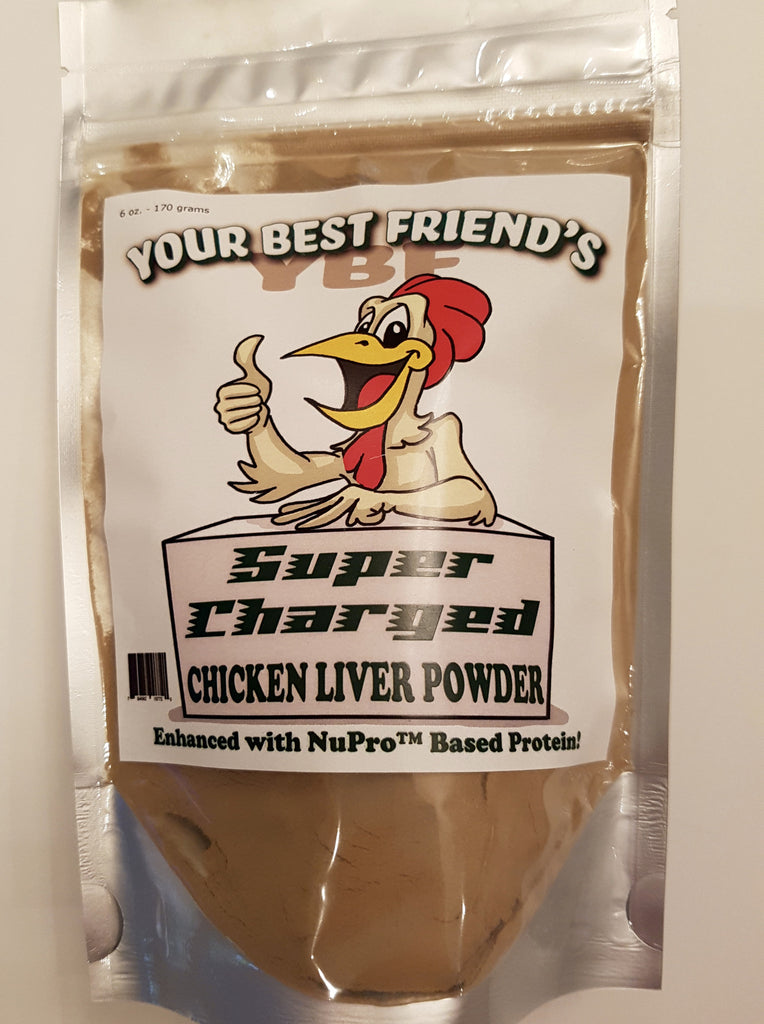 6 oz. - 170 grams
YOUR BEST FRIEND'S
YBF
Super
Charged
CHICKEN LIVER POWDER
Enhanced with NuPro™ Based Protein!